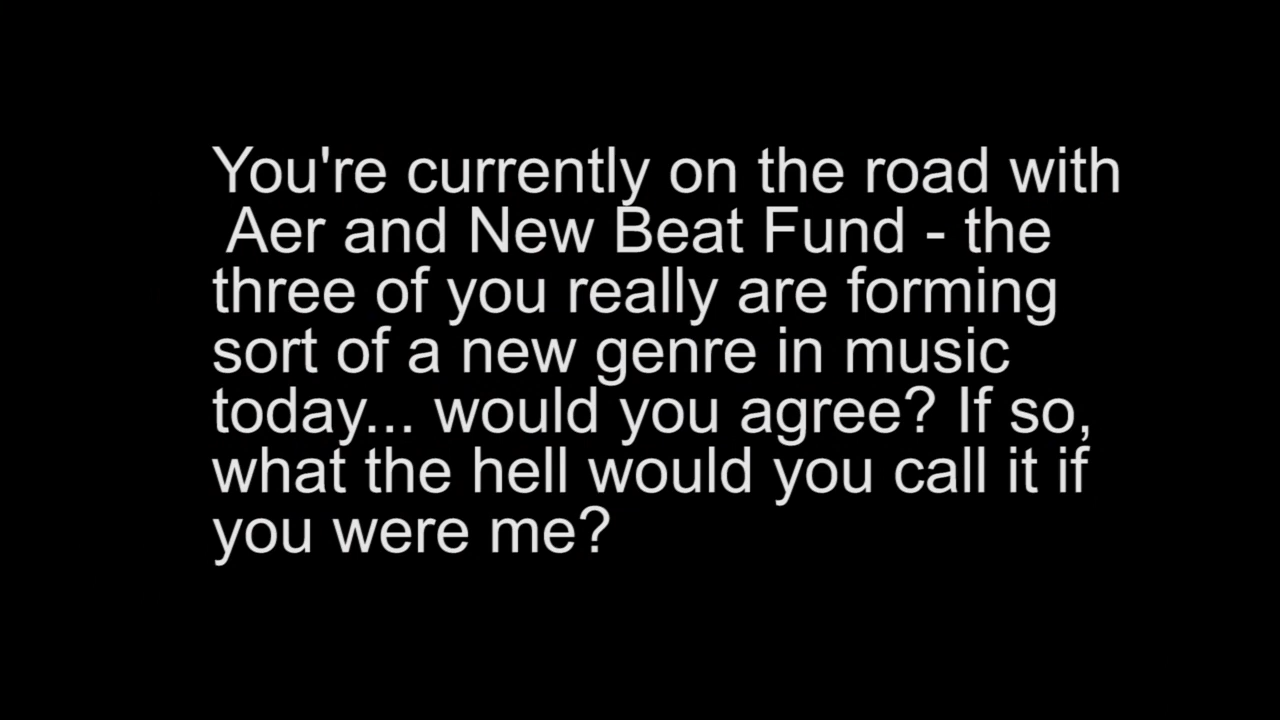 You're currently on the road with
Aer and New Beat Fund - the
three of you really are forming
sort of a new genre in music
today... would you agree? If so,
what the hell would you call it if
you were me?